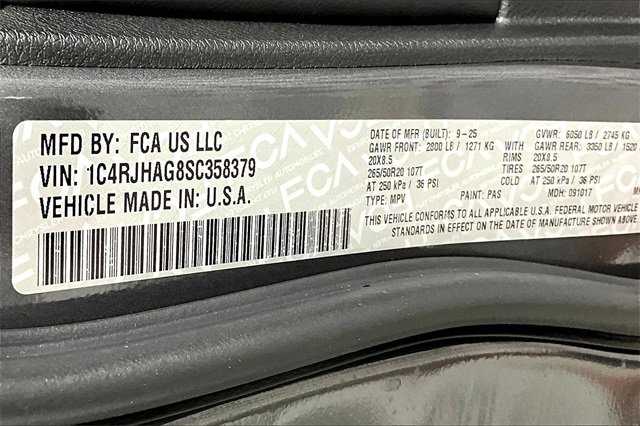 MFD BY: FCA US LLC
VIN: 1C4RJHAG8SC358379
VEHICLE MADE IN: U.S.A.
DATE OF MFR (BUILT): 9-25 GVWR: 6050 LB / 2745 KG
GAWR FRONT: 2800 LB / 1271 KG WITH GAWR REAR: 3350 LB / 1520
20X8.5 RIMS 20X8.5
265/50R20 107T TIRES 265/50R20 107T
AT 250 kPa / 36 PSI COLD AT 250 kPa / 36 PSI
TYPE: MPV PAINT: PAS MDH: 091017
THIS VEHICLE CONFORMS TO ALL APPLICABLE U.S.A. FEDERAL MOTOR VEHICLE
STANDARDS IN EFFECT ON THE DATE OF MANUFACTURE SHOWN ABOVE